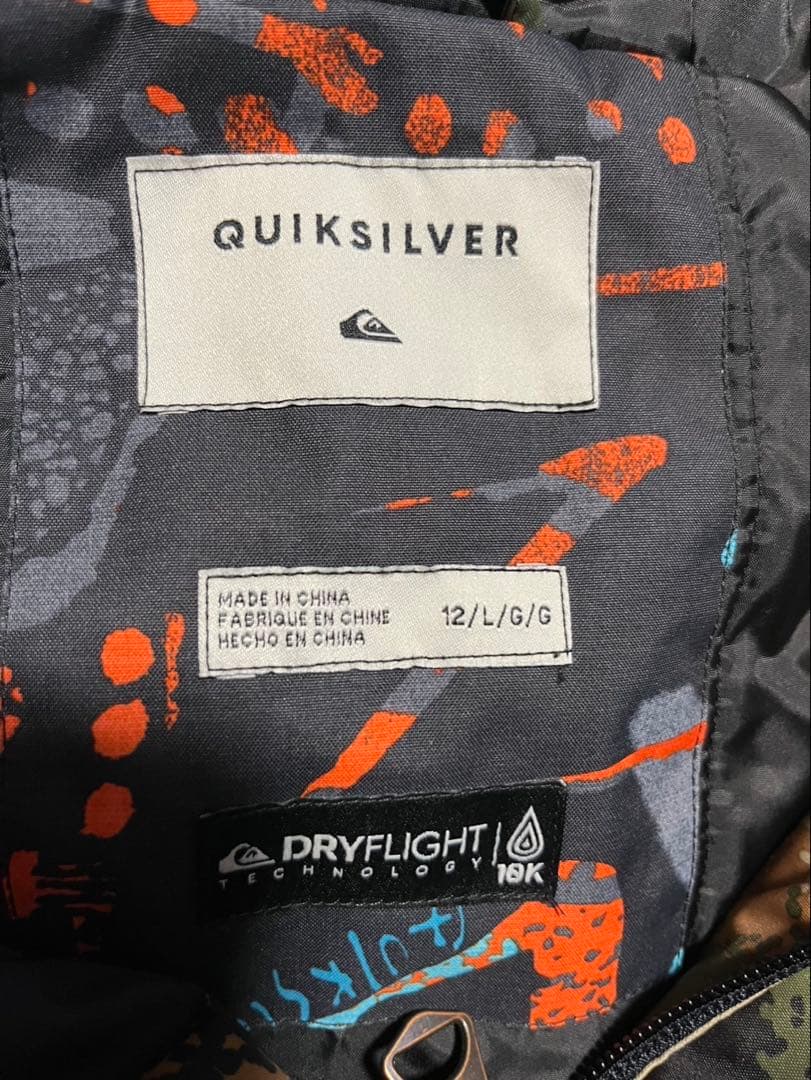 QUIKSILVER
MADE IN CHINA
FABRIQUE EN CHINE
HECHO EN CHINA
12/L/G/G
DRYFLIGHT
TECHNOLOGY
10K